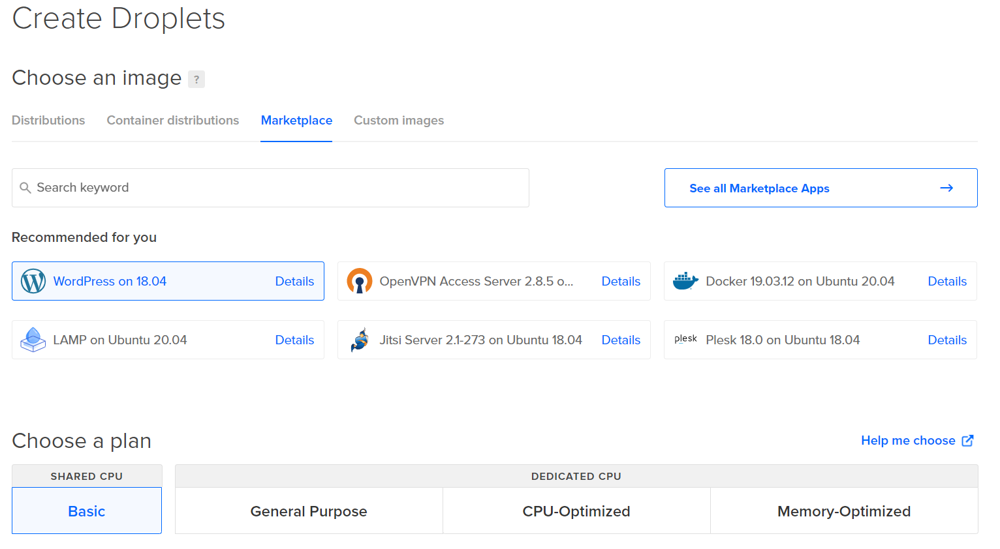 Create Droplets
Choose an image ?
Distributions Container distributions Marketplace Custom images
Search keyword See all Marketplace Apps →
Recommended for you
WordPress on 18.04 Details OpenVPN Access Server 2.8.5 o... Details Docker 19.03.12 on Ubuntu 20.04 Details
LAMP on Ubuntu 20.04 Details Jitsi Server 2.1-273 on Ubuntu 18.04 Details plesk Plesk 18.0 on Ubuntu 18.04 Details
Choose a plan Help me choose
SHARED CPU DEDICATED CPU
Basic General Purpose CPU-Optimized Memory-Optimized